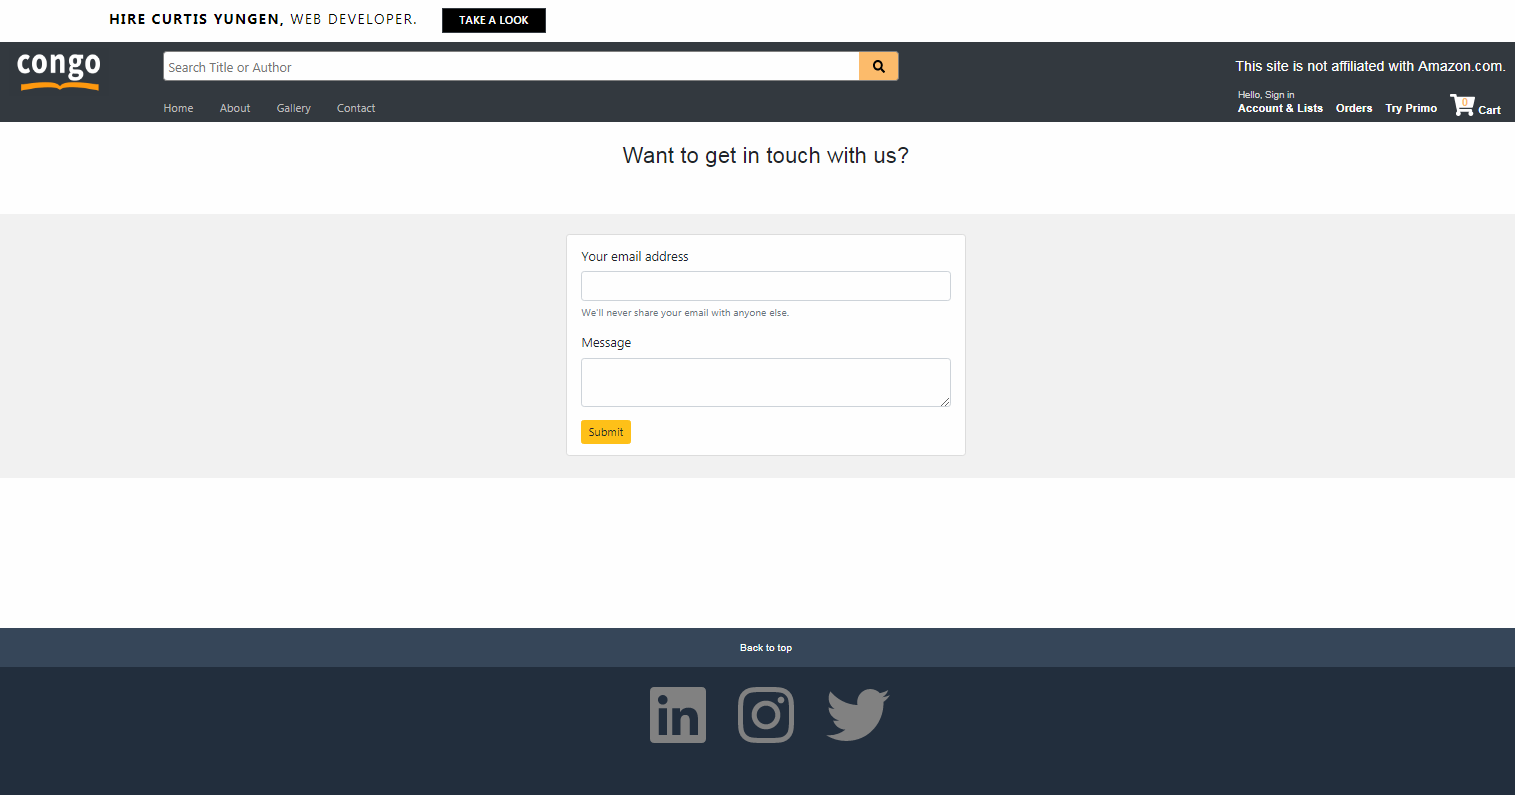 HIRE CURTIS YUNGEN, WEB DEVELOPER.
TAKE A LOOK
congo
Search Title or Author
This site is not affiliated with Amazon.com.
Home About Gallery Contact
Hello, Sign in
Account & Lists Orders Try Primo 0 Cart
Want to get in touch with us?
Your email address
We'll never share your email with anyone else.
Message
Submit
Back to top
in